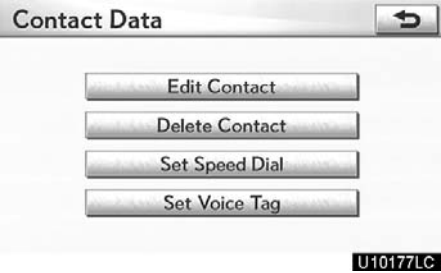 Contact Data
Edit Contact
Delete Contact
Set Speed Dial
Set Voice Tag
U10177LC